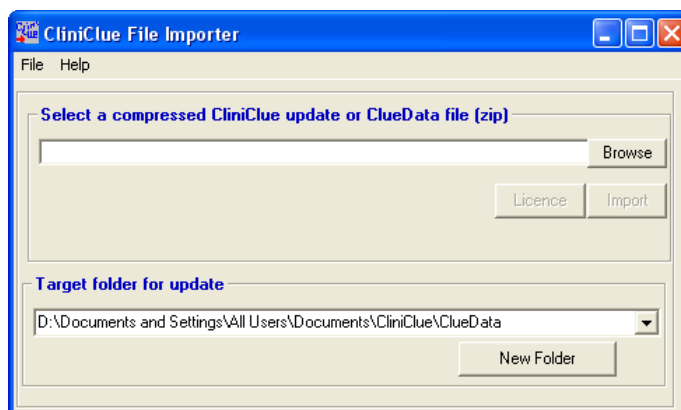 CliniClue File Importer
File Help
Select a compressed CliniClue update or ClueData file (zip)
Browse
Licence Import
Target folder for update
D:\Documents and Settings\All Users\Documents\CliniClue\ClueData
New Folder